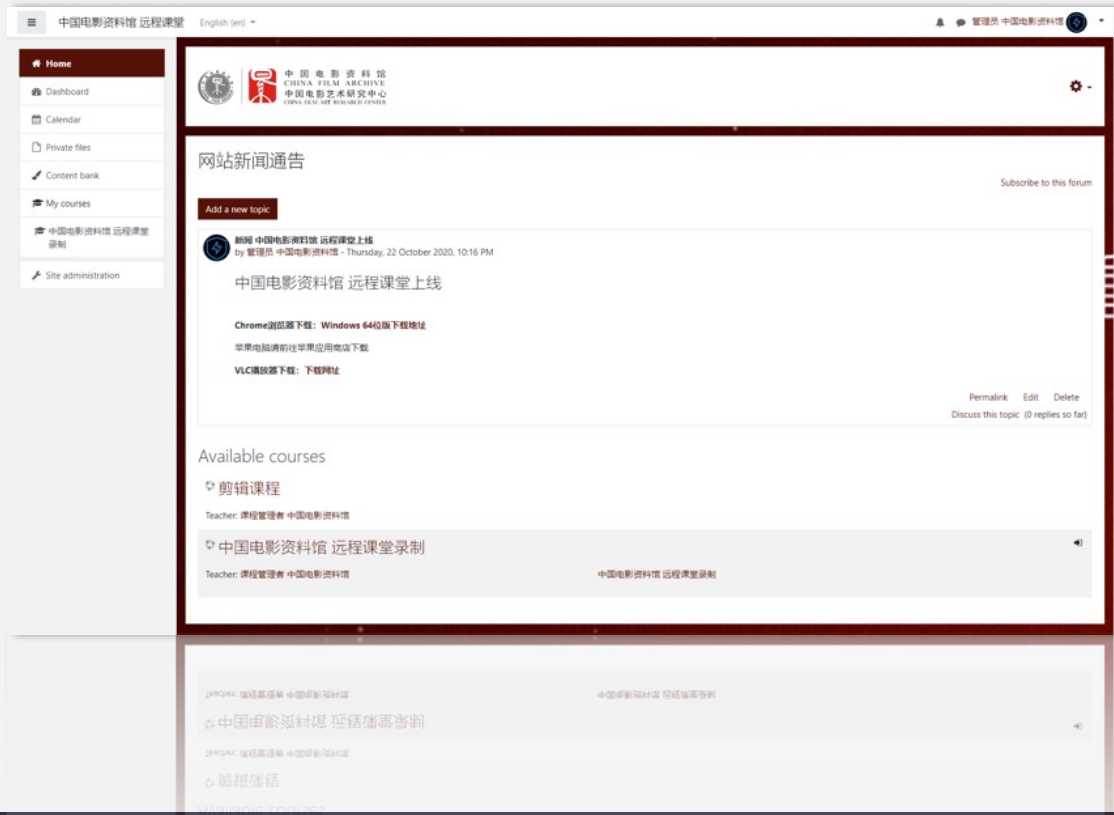 中国电影资料馆 远程课堂
English (en)
管理员 中国电影资料馆
Home
Dashboard
Calendar
Private files
Content bank
My courses
中国电影资料馆 远程课堂
录制
Site administration
中 国 电 影 资 料 馆
CHINA FILM ARCHIVE
中国电影艺术研究中心
CHINA FILM ART RESEARCH CENTER
网站新闻通告
Subscribe to this forum
Add a new topic
新闻 中国电影资料馆 远程课堂上线
by 管理员 中国电影资料馆 - Thursday, 22 October 2020, 10:16 PM
中国电影资料馆 远程课堂上线
Chrome浏览器下载：Windows 64位版下载地址
苹果电脑请前往苹果应用商店下载
VLC播放器下载：下载网址
Permalink Edit Delete
Discuss this topic (0 replies so far)
Available courses
剪辑课程
Teacher: 课程管理者 中国电影资料馆
中国电影资料馆 远程课堂录制
Teacher: 课程管理者 中国电影资料馆
中国电影资料馆 远程课堂录制